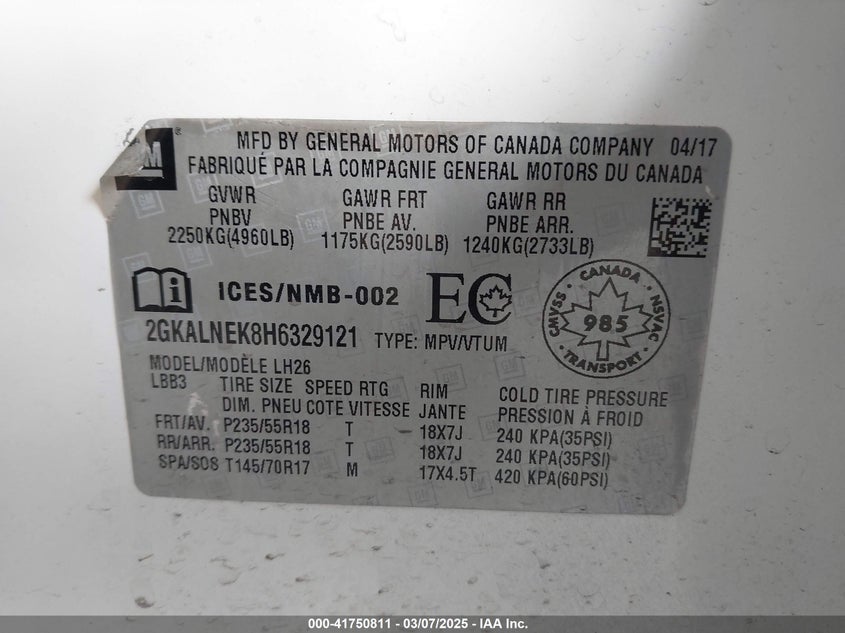 GM
MFD BY GENERAL MOTORS OF CANADA COMPANY 04/17
FABRIQUÉ PAR LA COMPAGNIE GENERAL MOTORS DU CANADA
GVWR GAWR FRT GAWR RR
PNBV PNBE AV. PNBE ARR.
2250KG(4960LB) 1175KG(2590LB) 1240KG(2733LB)
ICES/NMB-002 EC
CANADA
CMVSS 985 NSVAC
TRANSPORT
2GKALNEK8H6329121 TYPE: MPV/VTUM
MODEL/MODÈLE LH26
LBB3 TIRE SIZE SPEED RTG RIM COLD TIRE PRESSURE
DIM. PNEU COTE VITESSE JANTE PRESSION À FROID
FRT/AV. P235/55R18 T 18X7J 240 KPA(35PSI)
RR/ARR. P235/55R18 T 18X7J 240 KPA(35PSI)
SPA/SOS T145/70R17 M 17X4.5T 420 KPA(60PSI)
000-41750811 - 03/07/2025 - IAA Inc.